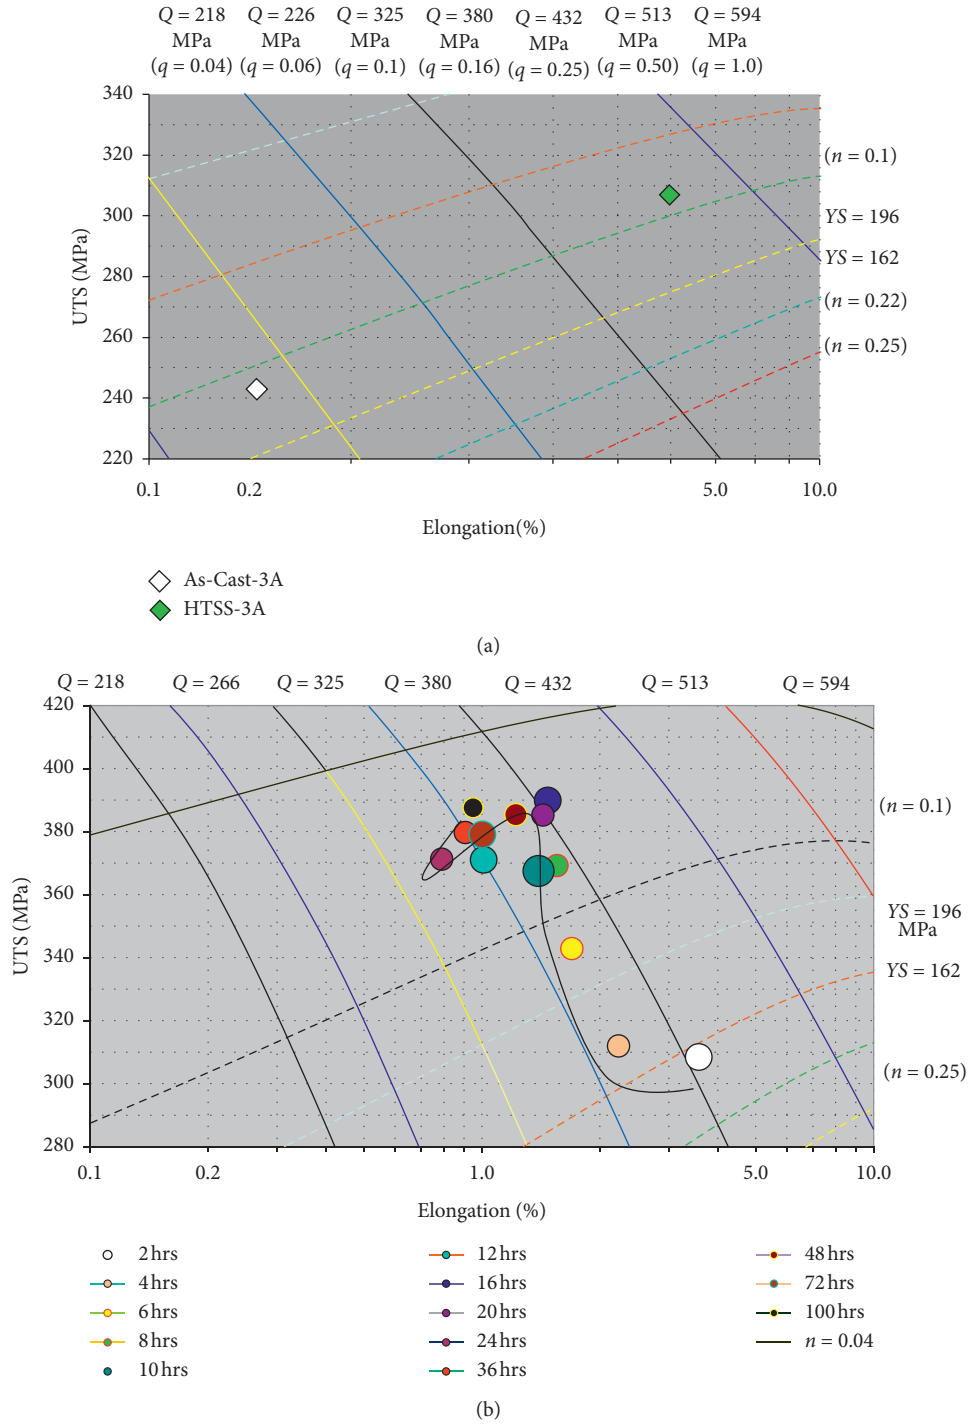 Q = 218 Q = 226 Q = 325 Q = 380 Q = 432 Q = 513 Q = 594
MPa MPa MPa MPa MPa MPa MPa
(q = 0.04) (q = 0.06) (q = 0.1) (q = 0.16) (q = 0.25) (q = 0.50) (q = 1.0)
340
320
300
280
260
240
220
UTS (MPa)
(n = 0.1)
YS = 196
YS = 162
(n = 0.22)
(n = 0.25)
0.1 0.2 5.0 10.0
Elongation(%)
As-Cast-3A
HTSS-3A
(a)
Q = 218 Q = 266 Q = 325 Q = 380 Q = 432 Q = 513 Q = 594
420
400
380
360
340
320
300
280
UTS (MPa)
(n = 0.1)
YS = 196
MPa
YS = 162
(n = 0.25)
0.1 0.2 1.0 5.0 10.0
Elongation (%)
2 hrs
4 hrs
6 hrs
8 hrs
10 hrs
12 hrs
16 hrs
20 hrs
24 hrs
36 hrs
48 hrs
72 hrs
100 hrs
n = 0.04
(b)